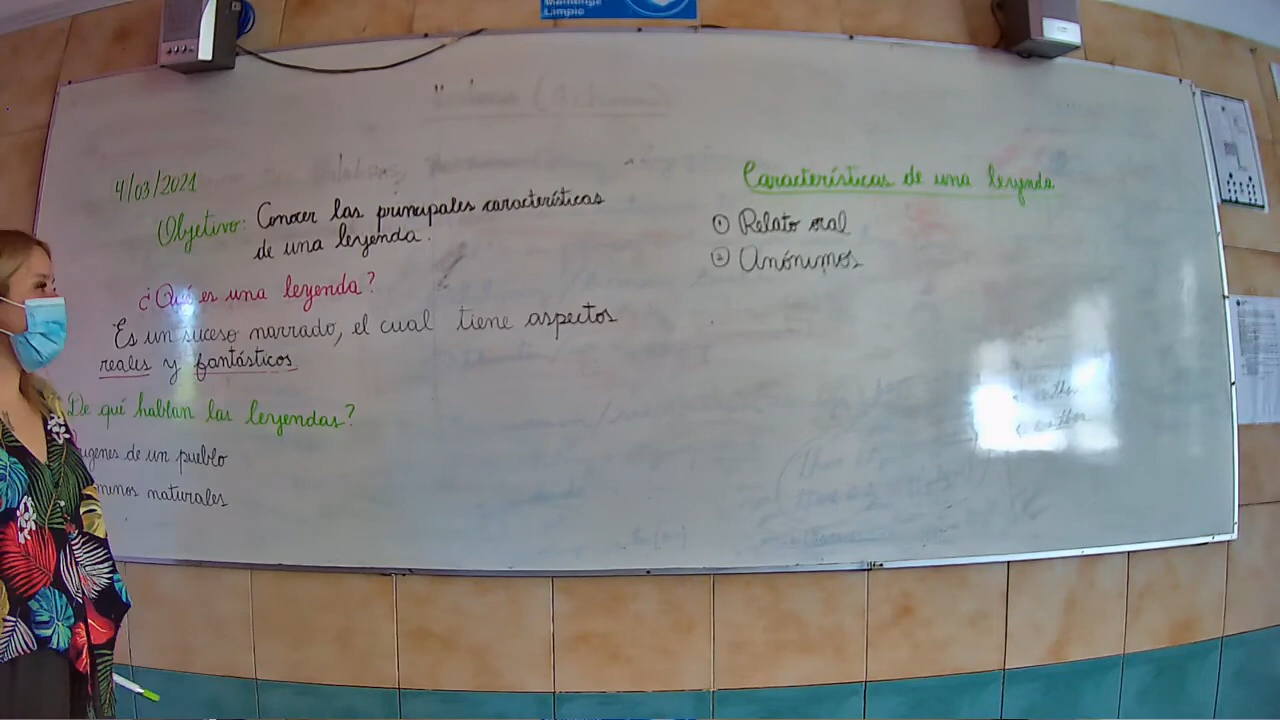 Mantenga
Limpio
4/03/2021
Objetivo: Conocer las principales características
de una leyenda.
¿Qué es una leyenda?
Es un suceso narrado, el cual tiene aspectos
reales y fantásticos.
De qué hablan las leyendas?
de un pueblo
naturales
Características de una leyenda
① Relato oral
② Anónimos